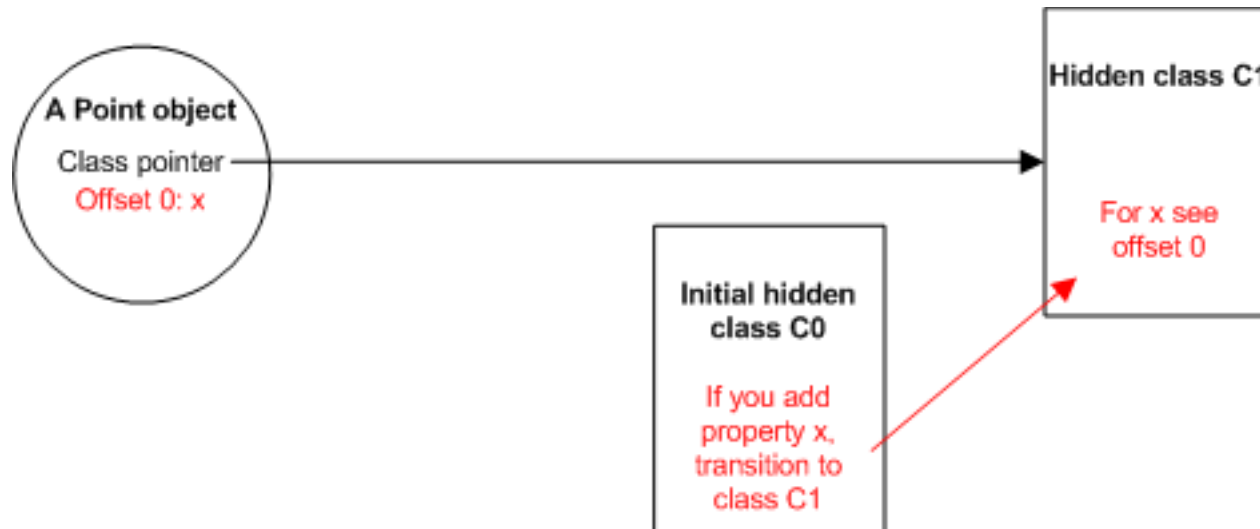 A Point object
Class pointer
Offset 0: x
Hidden class C1
For x see
offset 0
Initial hidden
class C0
If you add
property x,
transition to
class C1